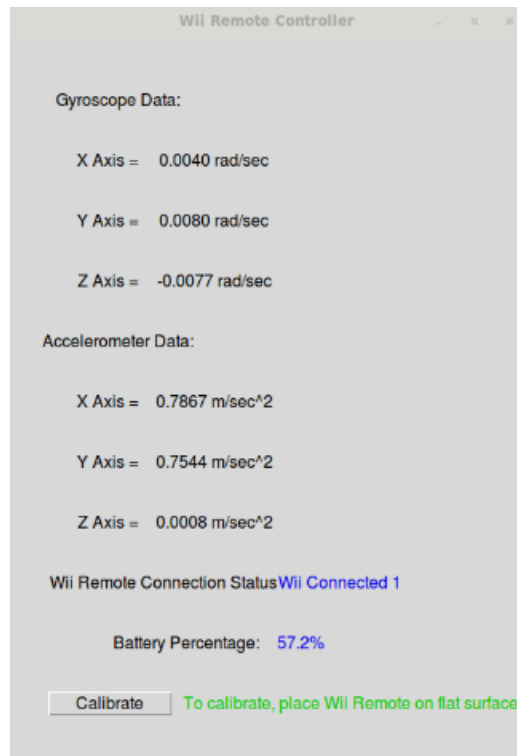 Wii Remote Controller
Gyroscope Data:
X Axis = 0.0040 rad/sec
Y Axis = 0.0080 rad/sec
Z Axis = -0.0077 rad/sec
Accelerometer Data:
X Axis = 0.7867 m/sec^2
Y Axis = 0.7544 m/sec^2
Z Axis = 0.0008 m/sec^2
Wii Remote Connection Status Wii Connected 1
Battery Percentage: 57.2%
Calibrate To calibrate, place Wii Remote on flat surface